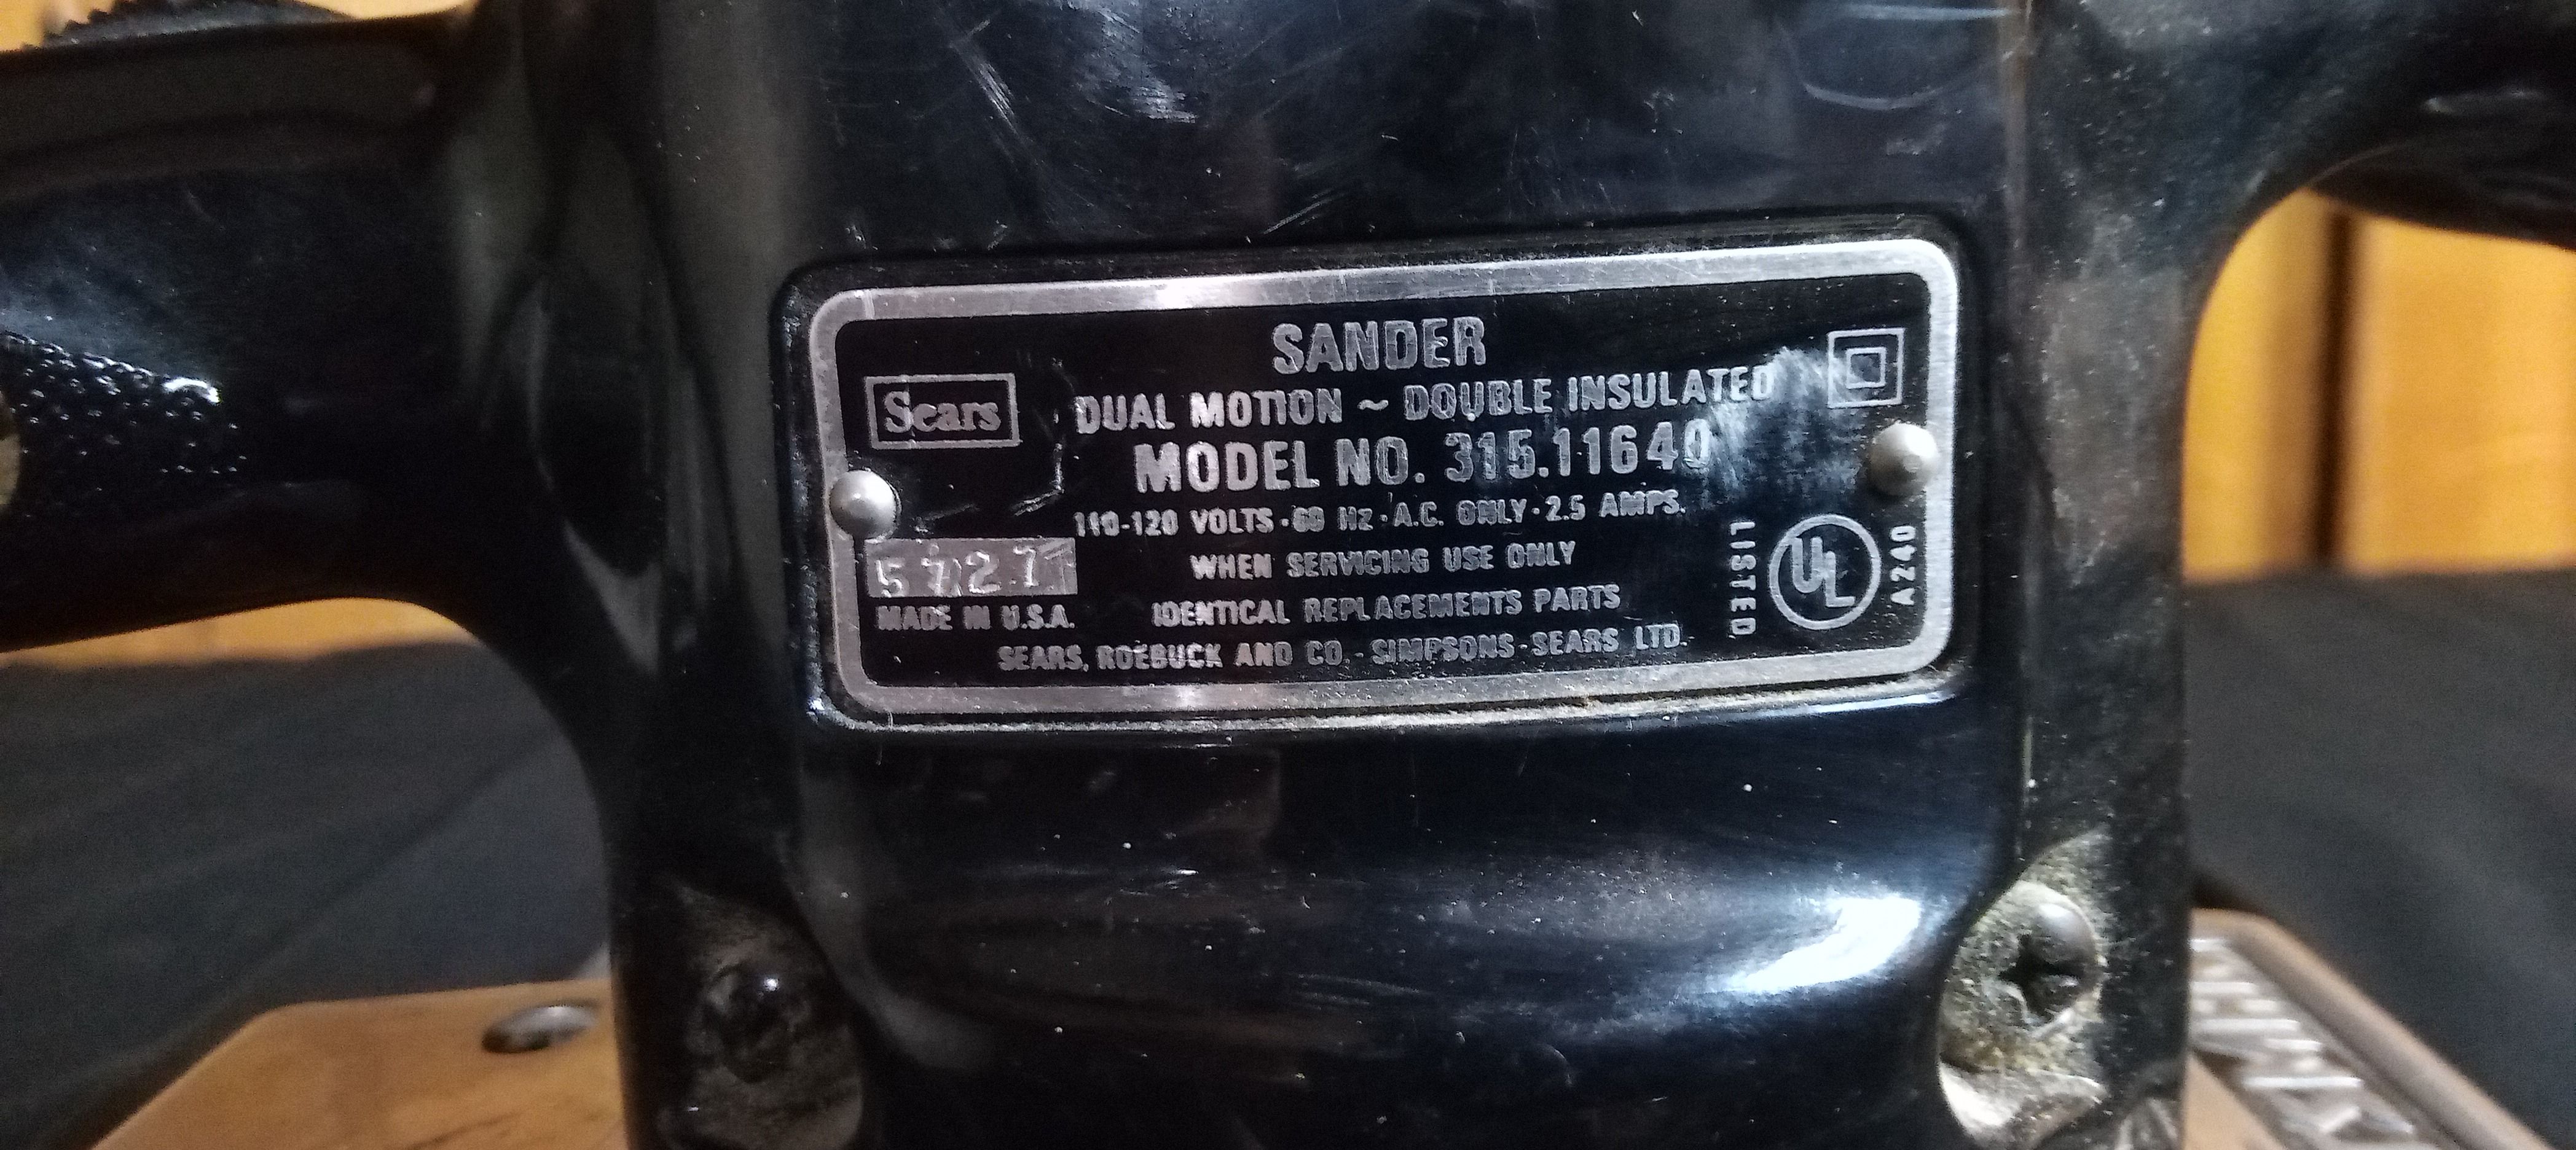 SANDER
Sears
DUAL MOTION ~ DOUBLE INSULATED
MODEL NO. 315.11640
110-120 VOLTS · 60 Hz · A.C. ONLY · 2.5 AMPS.
WHEN SERVICING USE ONLY
MADE IN U.S.A.
IDENTICAL REPLACEMENTS PARTS
SEARS, ROEBUCK AND CO. - SIMPSONS-SEARS LTD.
LISTED
UL
A240